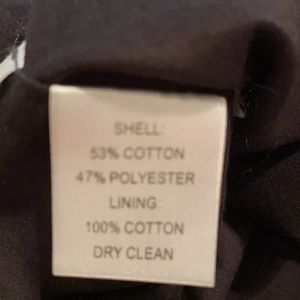 SHELL:
53% COTTON
47% POLYESTER
LINING:
100% COTTON
DRY CLEAN